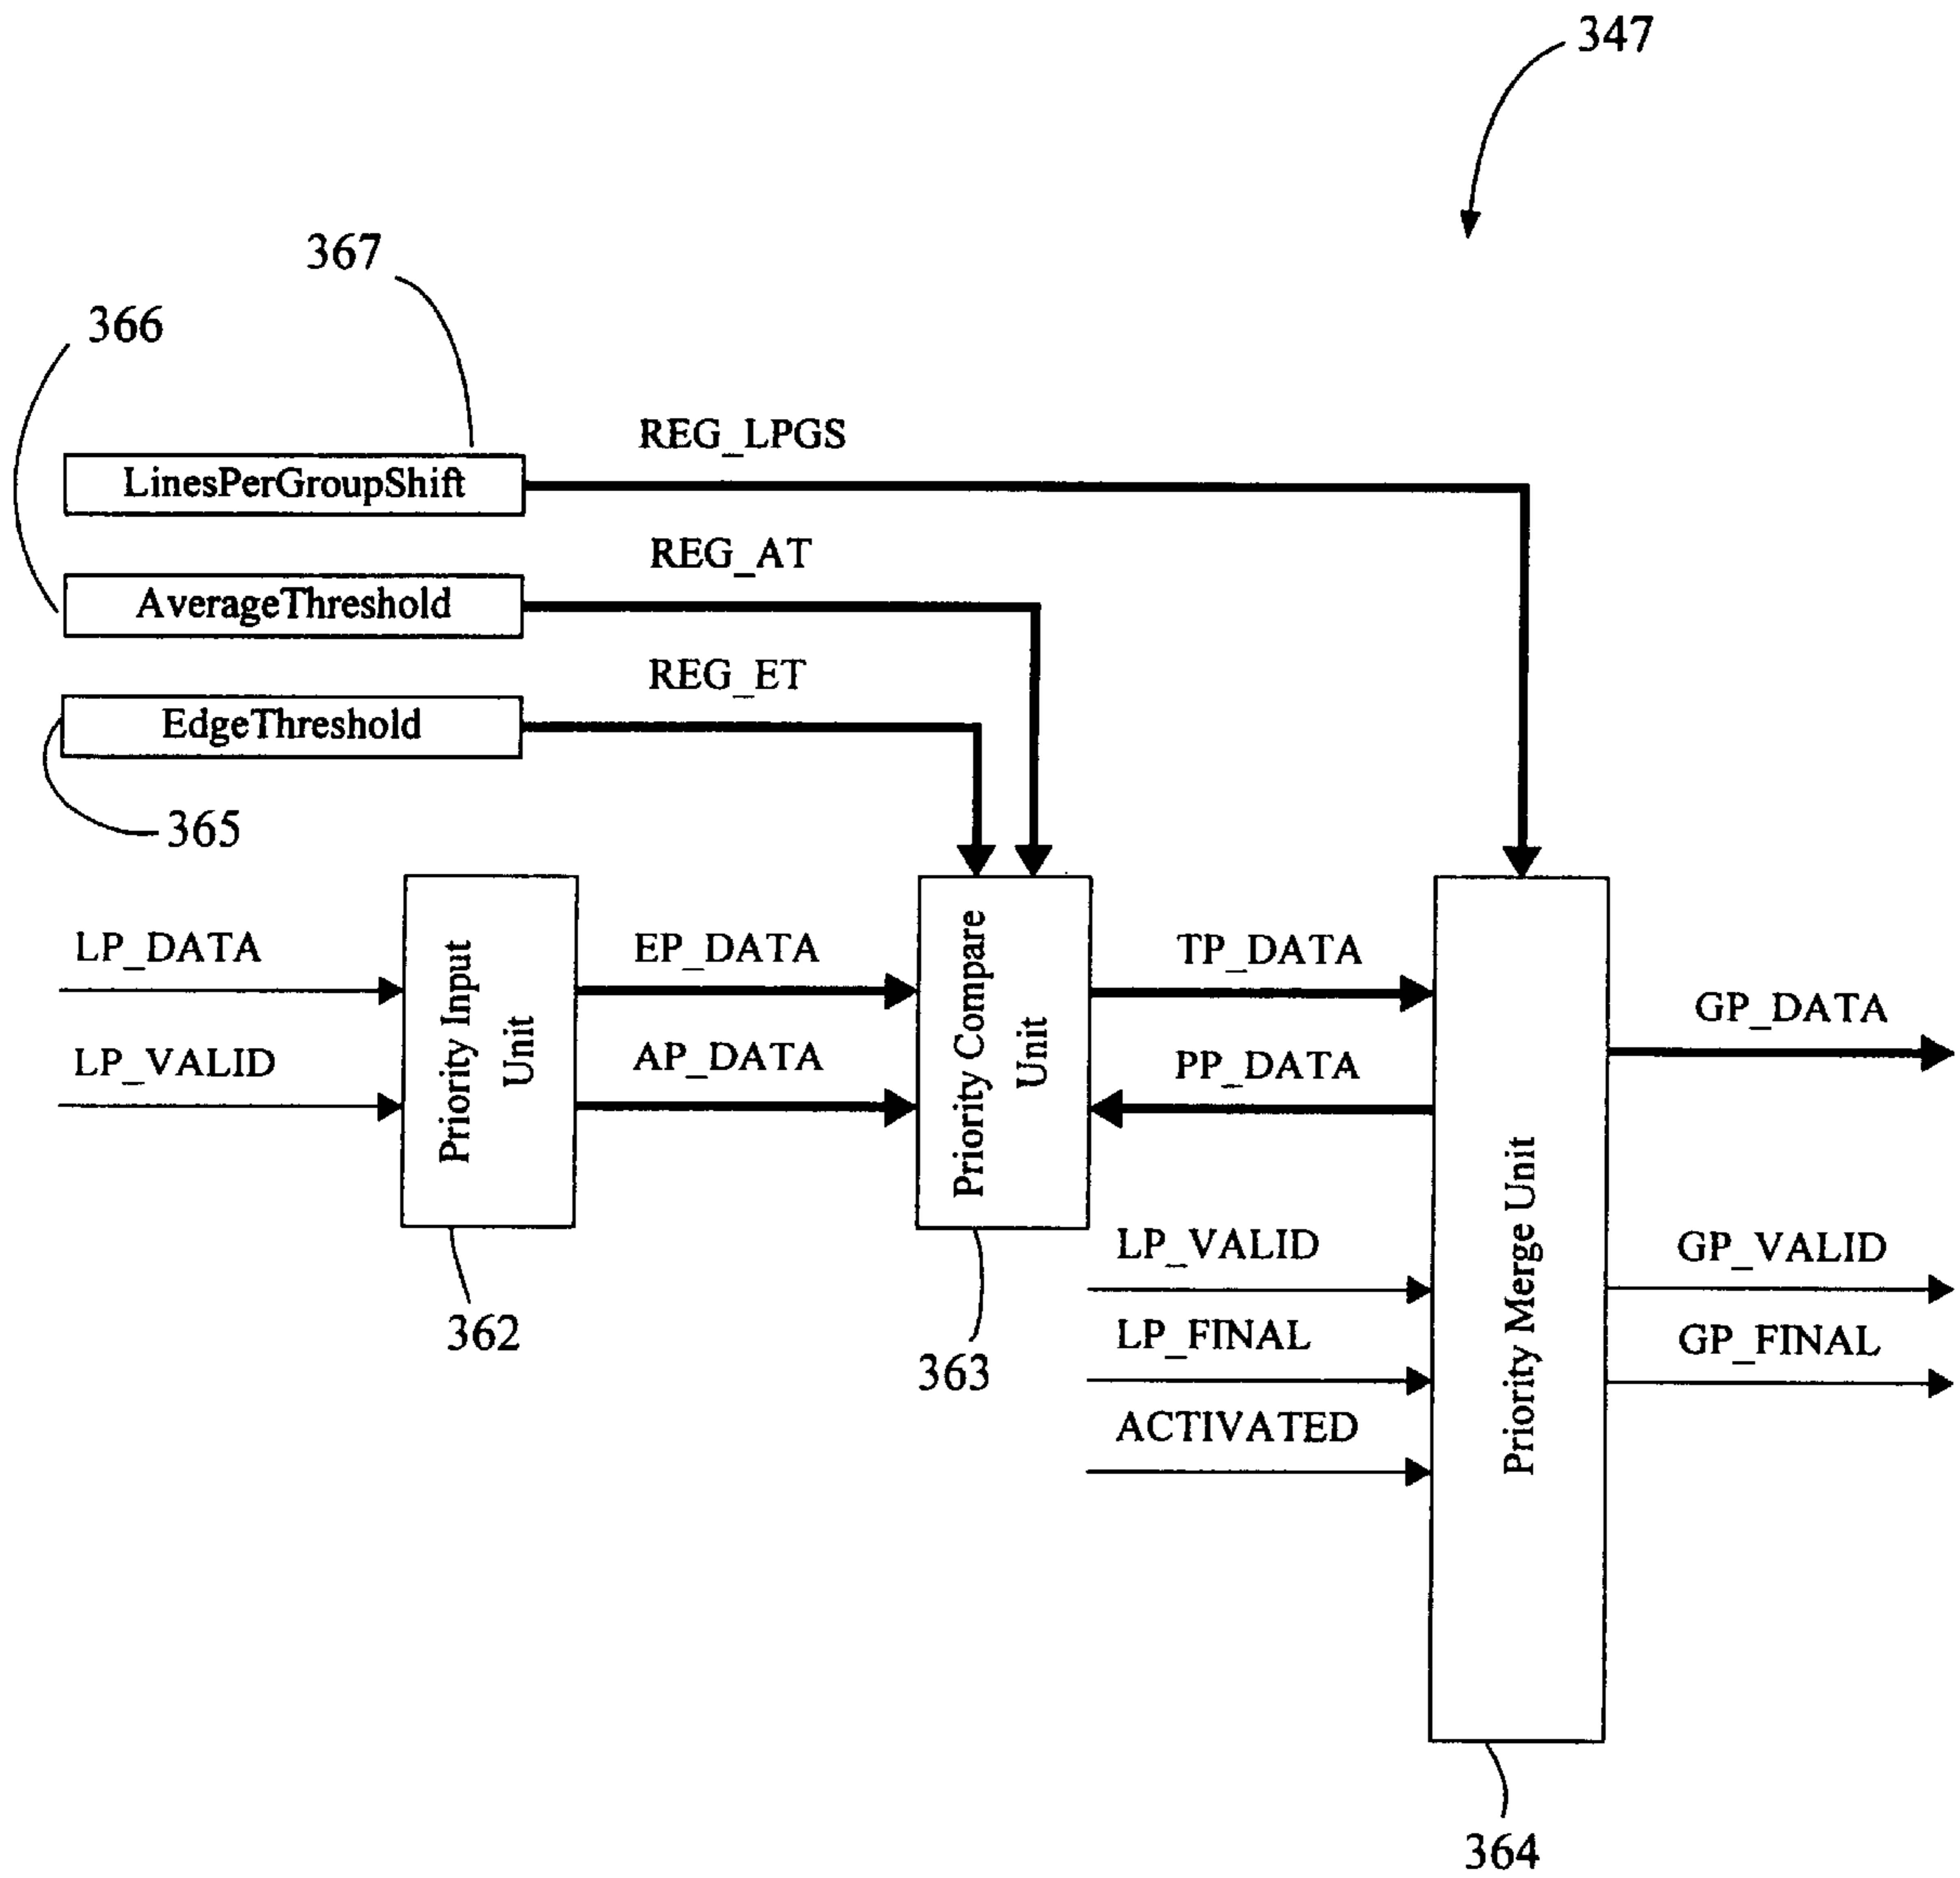 347
367
366
REG_LPGS
LinesPerGroupShift
REG_AT
AverageThreshold
REG_ET
EdgeThreshold
365
LP_DATA
LP_VALID
Priority Input
Unit
EP_DATA
AP_DATA
Priority Compare
Unit
TP_DATA
PP_DATA
LP_VALID
LP_FINAL
ACTIVATED
Priority Merge Unit
GP_DATA
GP_VALID
GP_FINAL
362
363
364